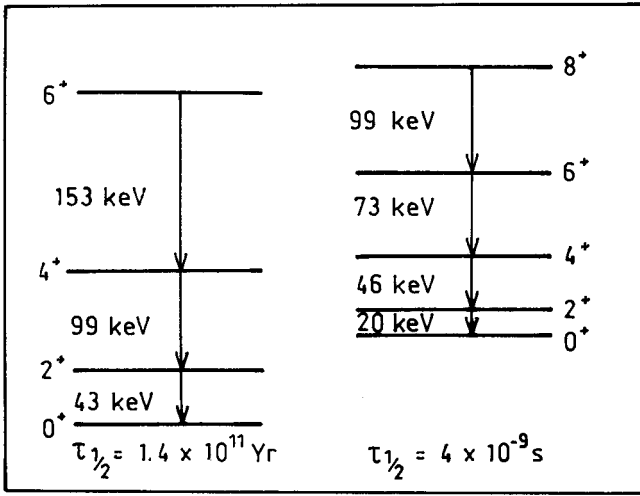 6⁺
153 keV
4⁺
99 keV
2⁺
43 keV
0⁺
τ½ = 1.4 x 10¹¹ Yr
8⁺
99 keV
6⁺
73 keV
4⁺
46 keV
2⁺
20 keV
0⁺
τ½ = 4 x 10⁻⁹ s